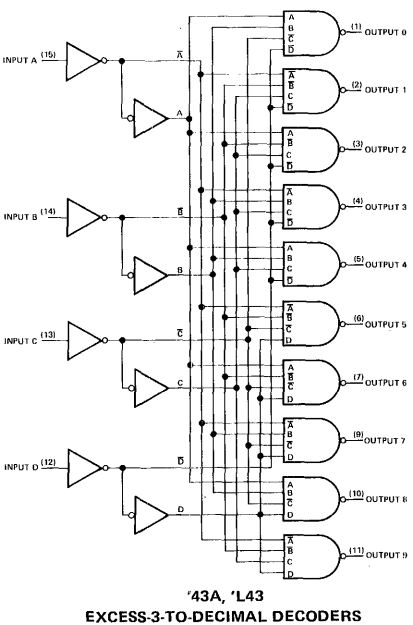 INPUT A (15)
A̅
A
INPUT B (14)
B̅
B
INPUT C (13)
C̅
C
INPUT D (12)
D̅
D
A
B
C̅
D̅
(1) OUTPUT 0
A̅
B̅
C
D̅
(2) OUTPUT 1
A
B̅
C
D̅
(3) OUTPUT 2
A̅
B
C
D̅
(4) OUTPUT 3
A
B
C
D̅
(5) OUTPUT 4
A̅
B̅
C̅
D
(6) OUTPUT 5
A
B̅
C̅
D
(7) OUTPUT 6
A̅
B
C̅
D
(9) OUTPUT 7
A
B
C̅
D
(10) OUTPUT 8
A̅
B̅
C
D
(11) OUTPUT 9
'43A, 'L43
EXCESS-3-TO-DECIMAL DECODERS